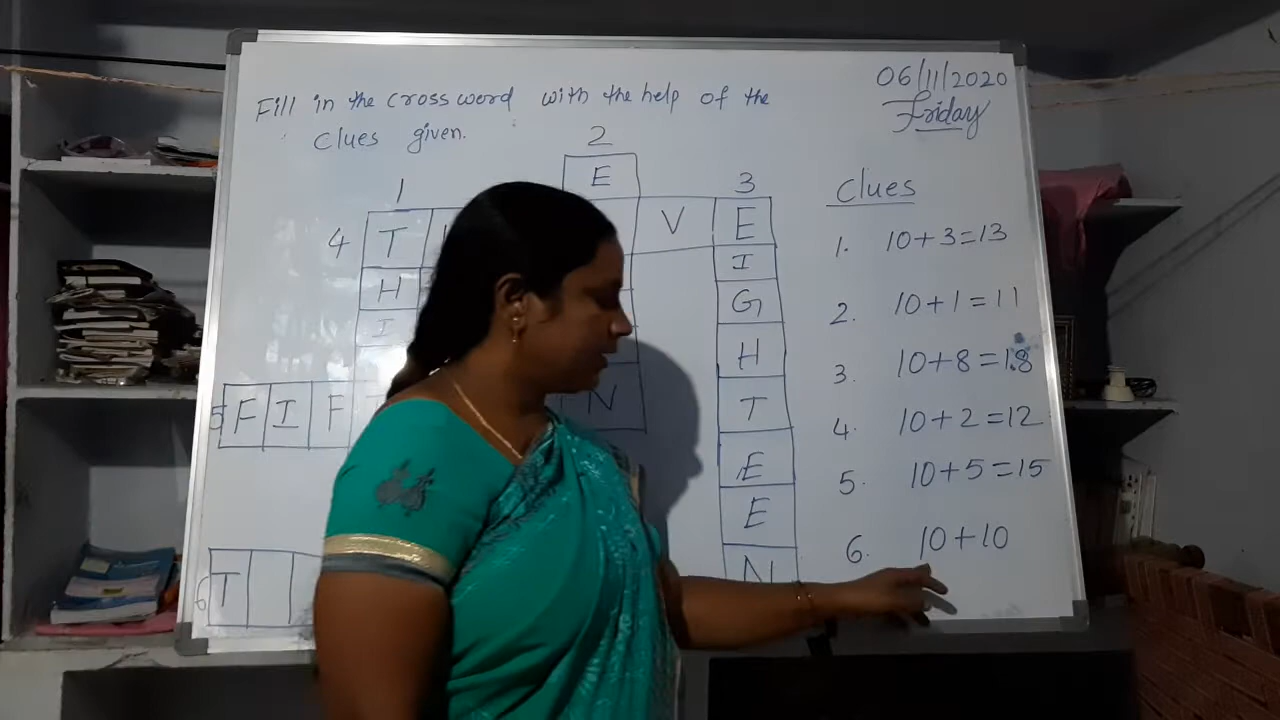 06/11/2020
Friday
Fill in the cross word with the help of the
clues given.
2
E
1
3
4 T V E
H I
I G
H
5 F I F T
N
E
E
6 T N
Clues
1. 10+3=13
2. 10+1=11
3. 10+8=18
4. 10+2=12
5. 10+5=15
6. 10+10